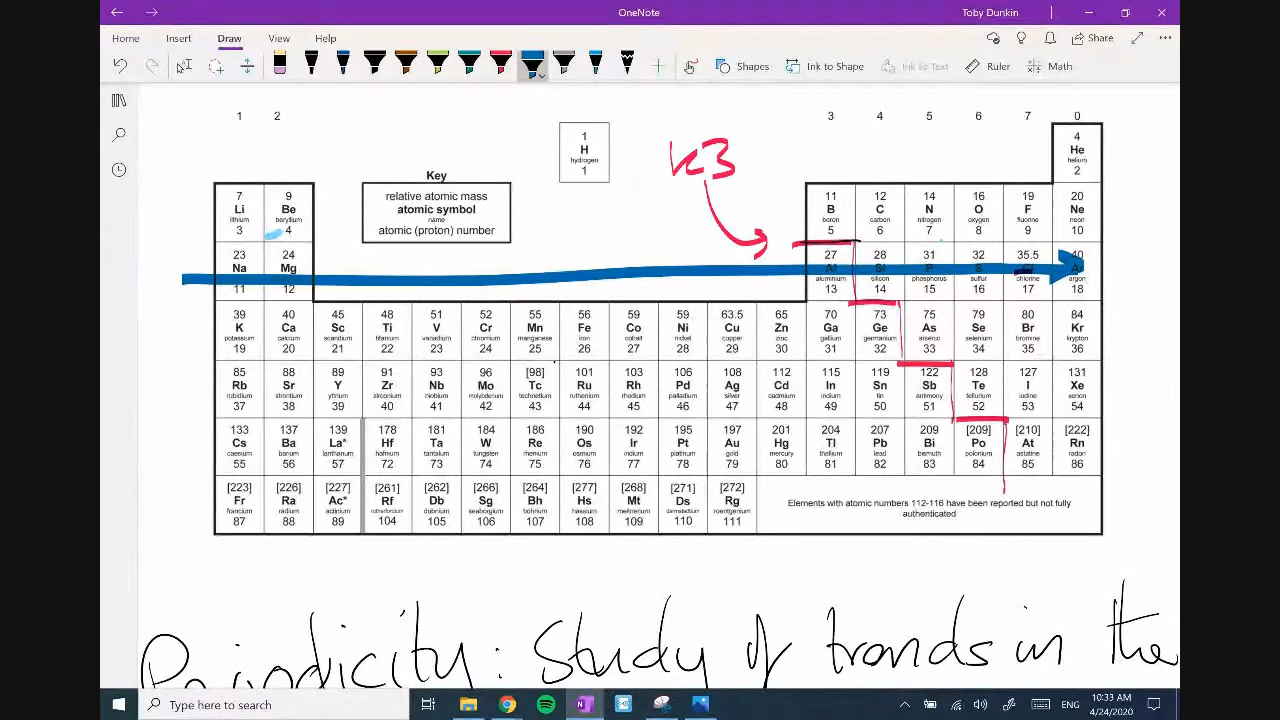 OneNote
Toby Dunkin
Home Insert Draw View Help
Share
Shapes Ink to Shape Ink to Text Ruler Math
1 2 3 4 5 6 7 0
1 4
H He
hydrogen helium
1 2
K3
Key
relative atomic mass
atomic symbol
name
atomic (proton) number
7 9 11 12 14 16 19 20
Li Be B C N O F Ne
lithium beryllium boron carbon nitrogen oxygen fluorine neon
3 4 5 6 7 8 9 10
23 24 27 28 31 32 35.5 40
Na Mg Al Si P S Cl Ar
aluminium silicon phosphorus sulfur chlorine argon
11 12 13 14 15 16 17 18
39 40 45 48 51 52 55 56 59 59 63.5 65 70 73 75 79 80 84
K Ca Sc Ti V Cr Mn Fe Co Ni Cu Zn Ga Ge As Se Br Kr
potassium calcium scandium titanium vanadium chromium manganese iron cobalt nickel copper zinc gallium germanium arsenic selenium bromine krypton
19 20 21 22 23 24 25 26 27 28 29 30 31 32 33 34 35 36
85 88 89 91 93 96 [98] 101 103 106 108 112 115 119 122 128 127 131
Rb Sr Y Zr Nb Mo Tc Ru Rh Pd Ag Cd In Sn Sb Te I Xe
rubidium strontium yttrium zirconium niobium molybdenum technetium ruthenium rhodium palladium silver cadmium indium tin antimony tellurium iodine xenon
37 38 39 40 41 42 43 44 45 46 47 48 49 50 51 52 53 54
133 137 139 178 181 184 186 190 192 195 197 201 204 207 209 [209] [210] [222]
Cs Ba La* Hf Ta W Re Os Ir Pt Au Hg Tl Pb Bi Po At Rn
caesium barium lanthanum hafnium tantalum tungsten rhenium osmium iridium platinum gold mercury thallium lead bismuth polonium astatine radon
55 56 57 72 73 74 75 76 77 78 79 80 81 82 83 84 85 86
[223] [226] [227] [261] [262] [266] [264] [277] [268] [271] [272]
Fr Ra Ac* Rf Db Sg Bh Hs Mt Ds Rg
francium radium actinium rutherfordium dubnium seaborgium bohrium hassium meitnerium darmstadtium roentgenium
87 88 89 104 105 106 107 108 109 110 111
Elements with atomic numbers 112-116 have been reported but not fully
authenticated
Periodicity: Study of trends in the
Type here to search
ENG
10:33 AM
4/24/2020